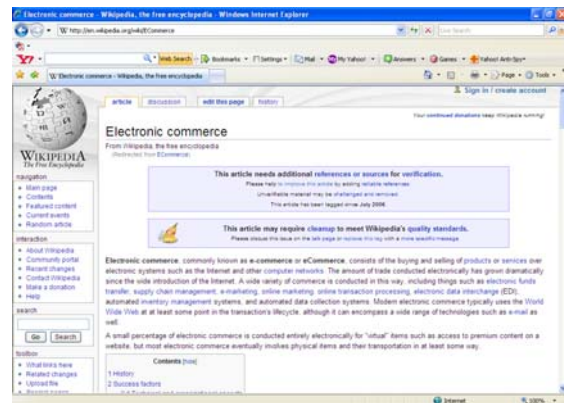 Electronic commerce - Wikipedia, the free encyclopedia - Windows Internet Explorer
W http://en.wikipedia.org/wiki/ECommerce
Live Search
Y! Web Search Bookmarks Settings Mail My Yahoo! Answers Games Yahoo! Anti-Spy
W Electronic commerce - Wikipedia, the free encyclopedia Page Tools
Sign in / create account
article discussion edit this page history
Your continued donations keep Wikipedia running!
Electronic commerce
From Wikipedia, the free encyclopedia
(Redirected from ECommerce)
This article needs additional references or sources for verification.
Please help to improve this article by adding reliable references.
Unverifiable material may be challenged and removed.
This article has been tagged since July 2006.
This article may require cleanup to meet Wikipedia's quality standards.
Please discuss this issue on the talk page or replace this tag with a more specific message.
Electronic commerce, commonly known as e-commerce or eCommerce, consists of the buying and selling of products or services over
electronic systems such as the Internet and other computer networks. The amount of trade conducted electronically has grown dramatically
since the wide introduction of the Internet. A wide variety of commerce is conducted in this way, including things such as electronic funds
transfer, supply chain management, e-marketing, online marketing, online transaction processing, electronic data interchange (EDI),
automated inventory management systems, and automated data collection systems. Modern electronic commerce typically uses the World
Wide Web at at least some point in the transaction's lifecycle, although it can encompass a wide range of technologies such as e-mail as
well.
A small percentage of electronic commerce is conducted entirely electronically for "virtual" items such as access to premium content on a
website, but most electronic commerce eventually involves physical items and their transportation in at least some way.
Contents [hide]
1 History
2 Success factors
WIKIPEDIA
The Free Encyclopedia
navigation
Main page
Contents
Featured content
Current events
Random article
interaction
About Wikipedia
Community portal
Recent changes
Contact Wikipedia
Make a donation
Help
search
Go Search
toolbox
What links here
Related changes
Upload file
Internet 100%